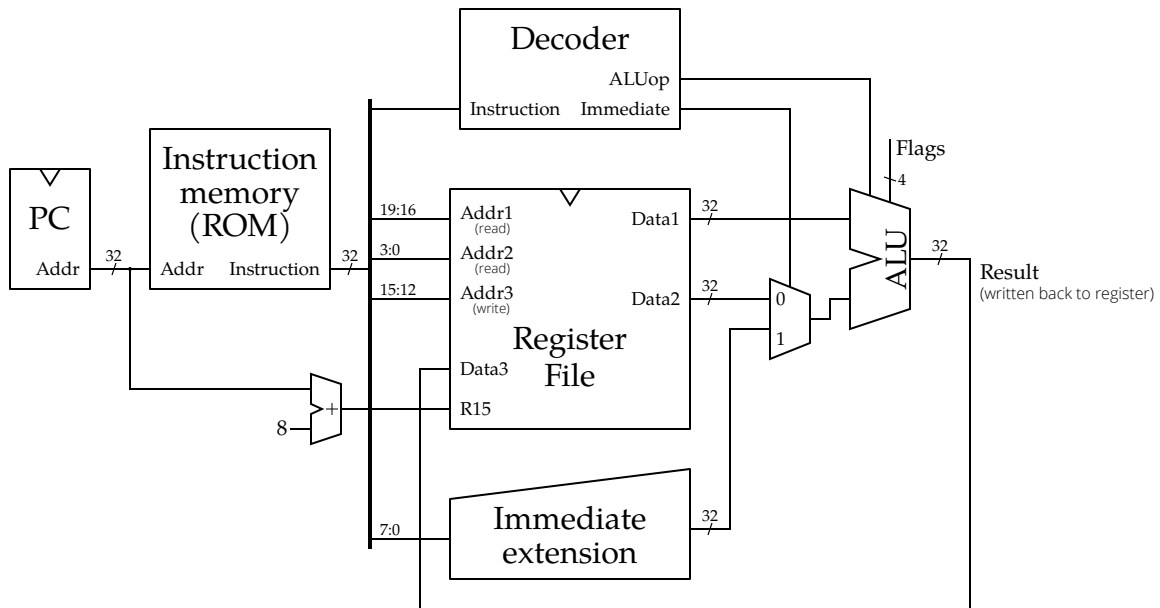 Decoder
ALUop
Instruction Immediate
Flags
4
Instruction
memory
(ROM)
PC
Addr
32
Addr Instruction
32
19:16
Addr1
(read)
Data1
32
3:0
Addr2
(read)
15:12
Addr3
(write)
Data2
32
0
1
ALU
32
Result
(written back to register)
Register
File
Data3
R15
+
8
7:0
Immediate
extension
32